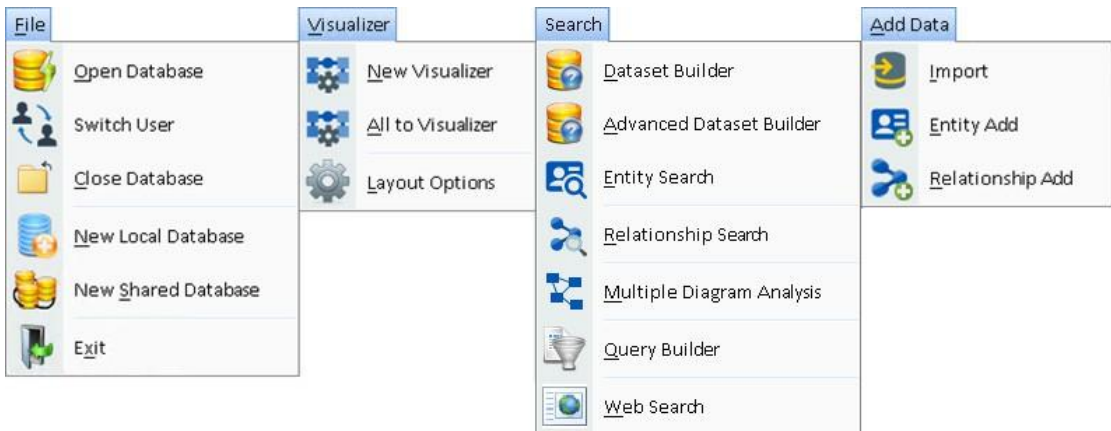 File
Open Database
Switch User
Close Database
New Local Database
New Shared Database
Exit
Visualizer
New Visualizer
All to Visualizer
Layout Options
Search
Dataset Builder
Advanced Dataset Builder
Entity Search
Relationship Search
Multiple Diagram Analysis
Query Builder
Web Search
Add Data
Import
Entity Add
Relationship Add